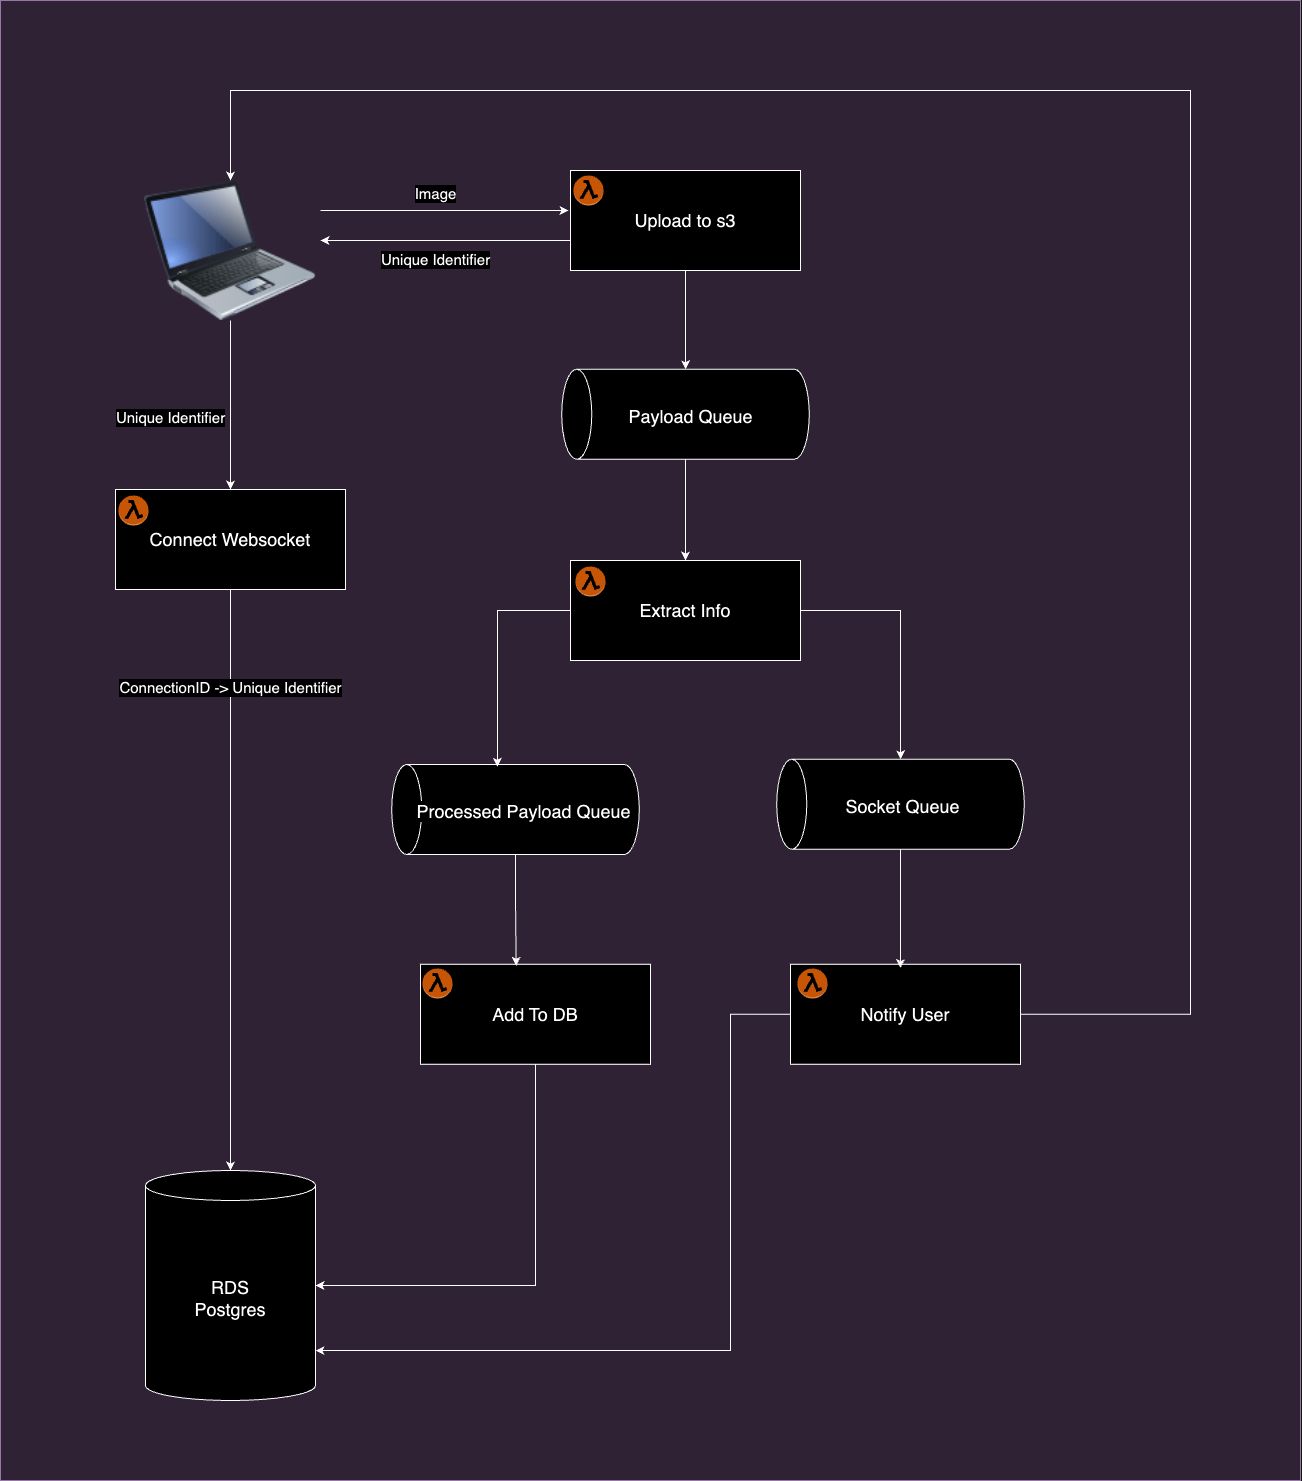 Image
Upload to s3
Unique Identifier
Payload Queue
Unique Identifier
Connect Websocket
Extract Info
ConnectionID -> Unique Identifier
Processed Payload Queue
Socket Queue
Add To DB
Notify User
RDS
Postgres